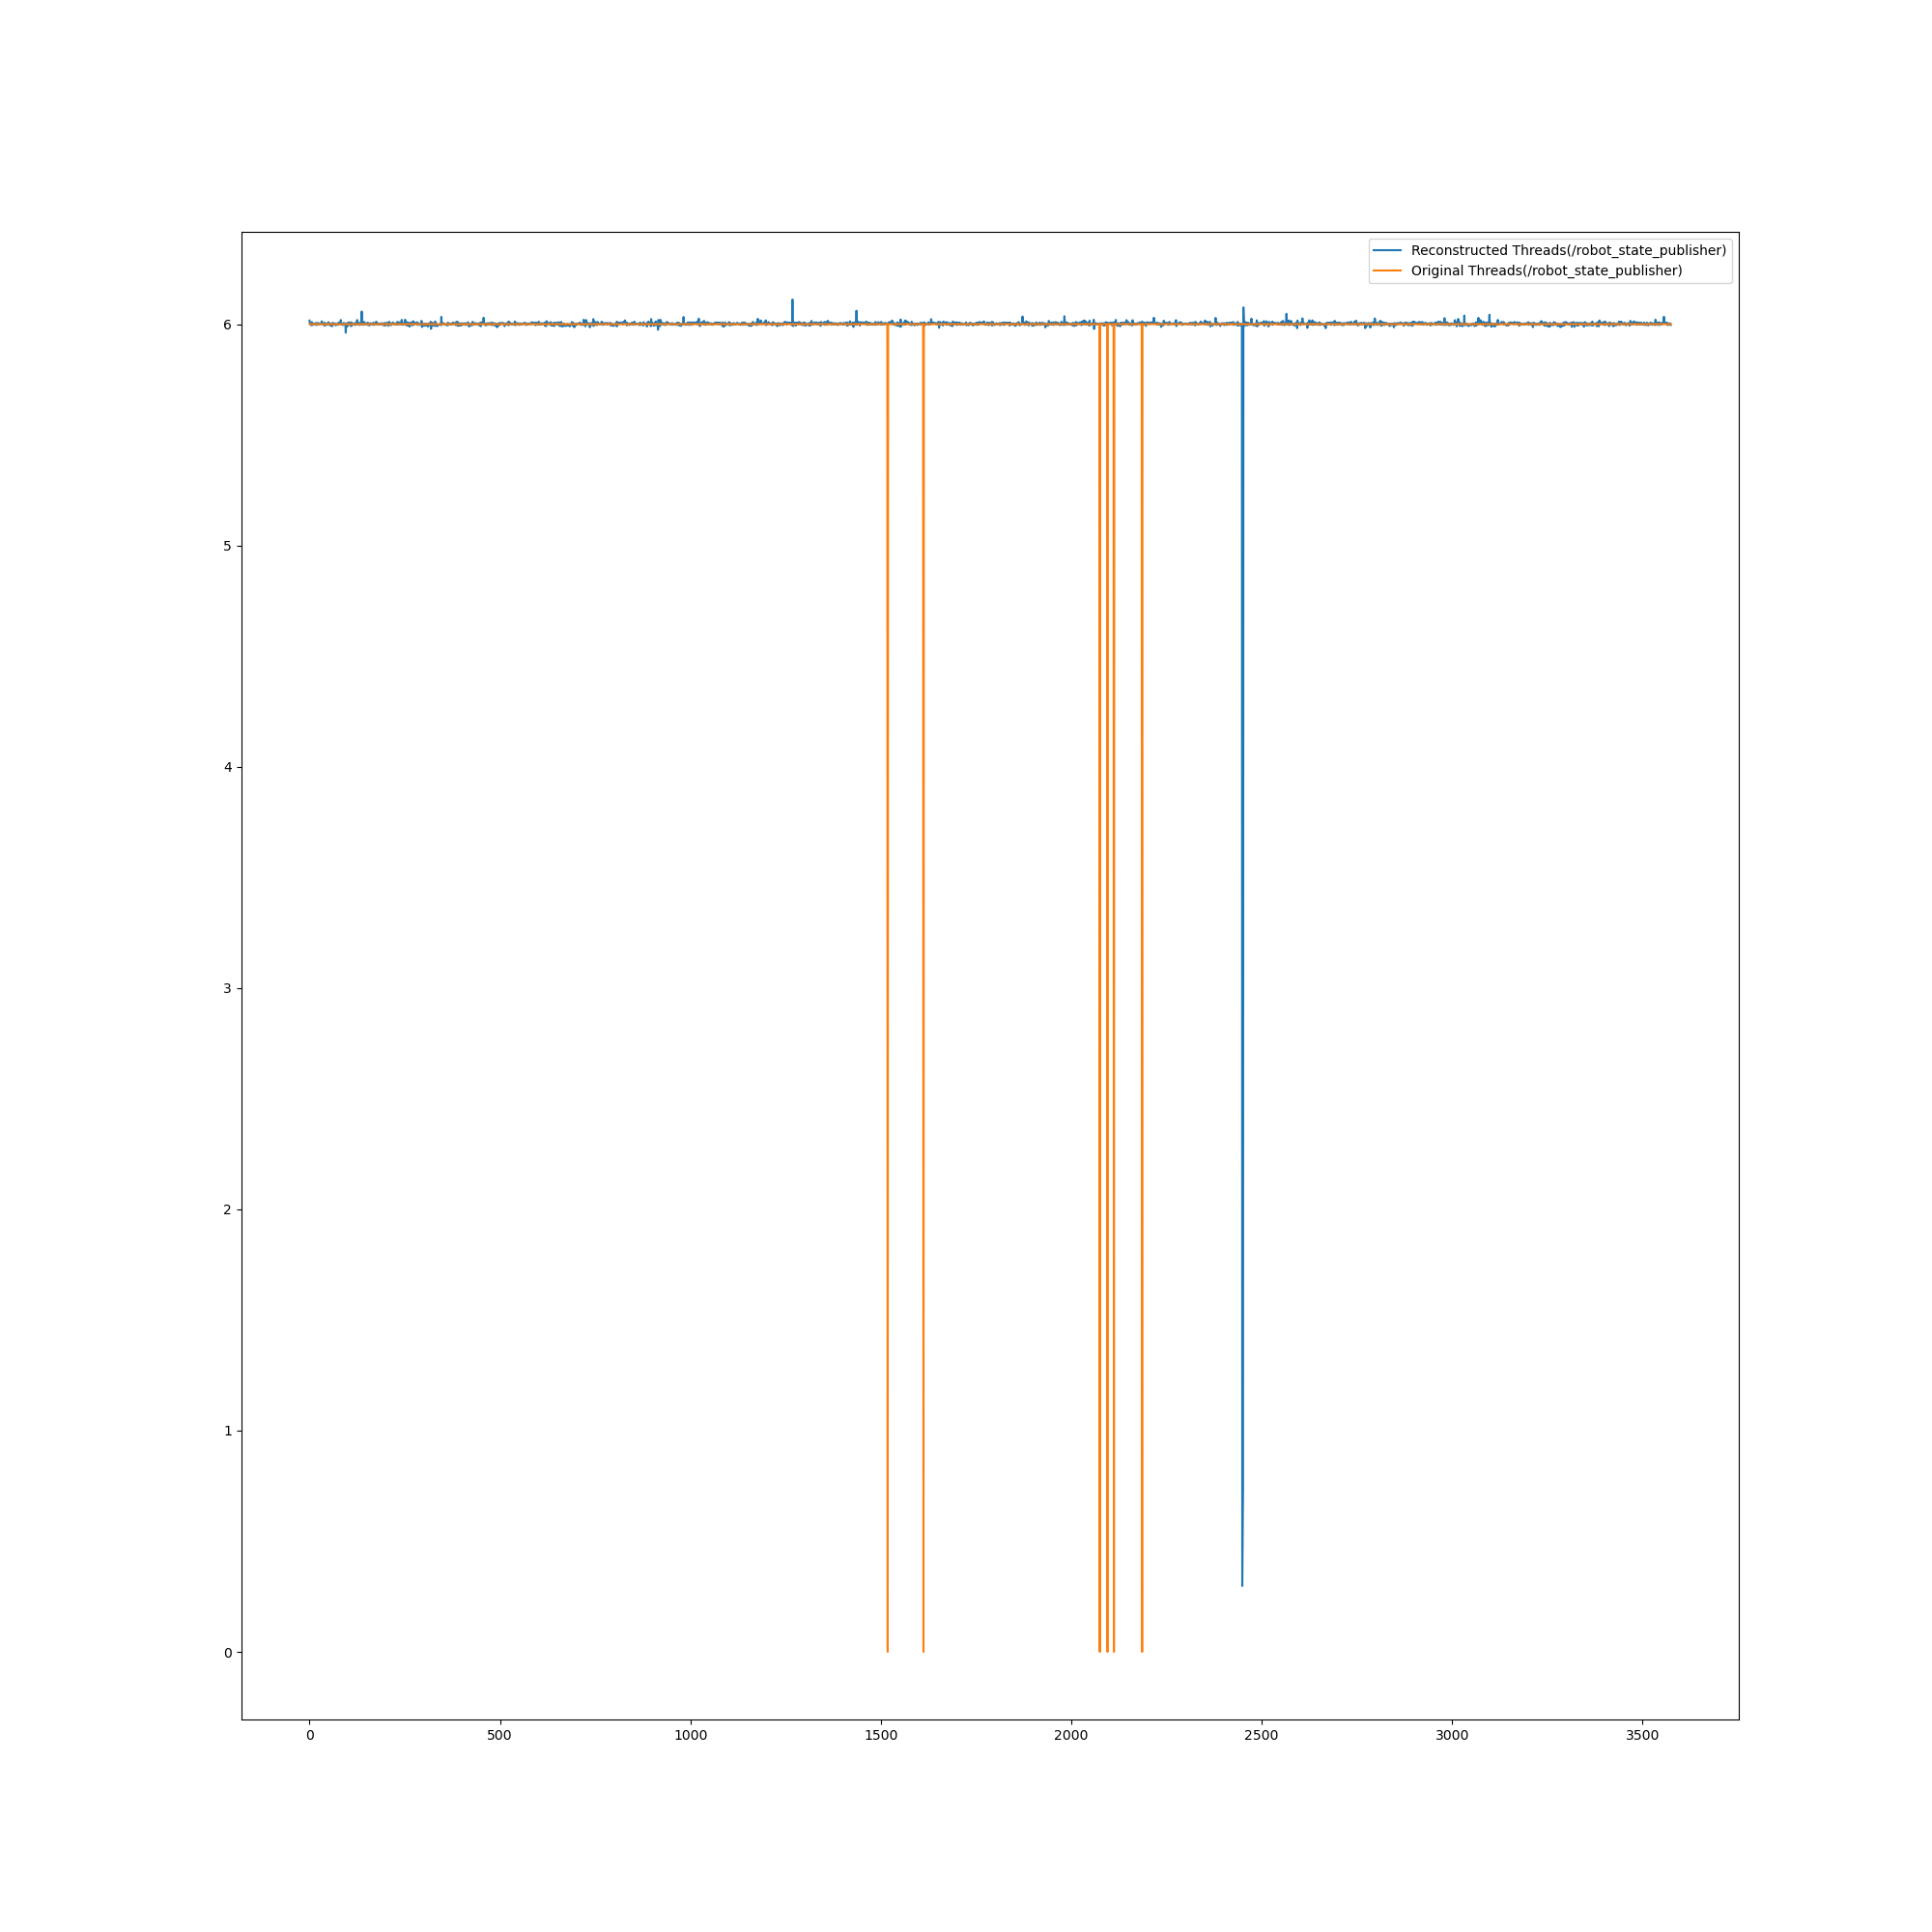 Reconstructed Threads(/robot_state_publisher)
Original Threads(/robot_state_publisher)
6
5
4
3
2
1
0
0 500 1000 1500 2000 2500 3000 3500